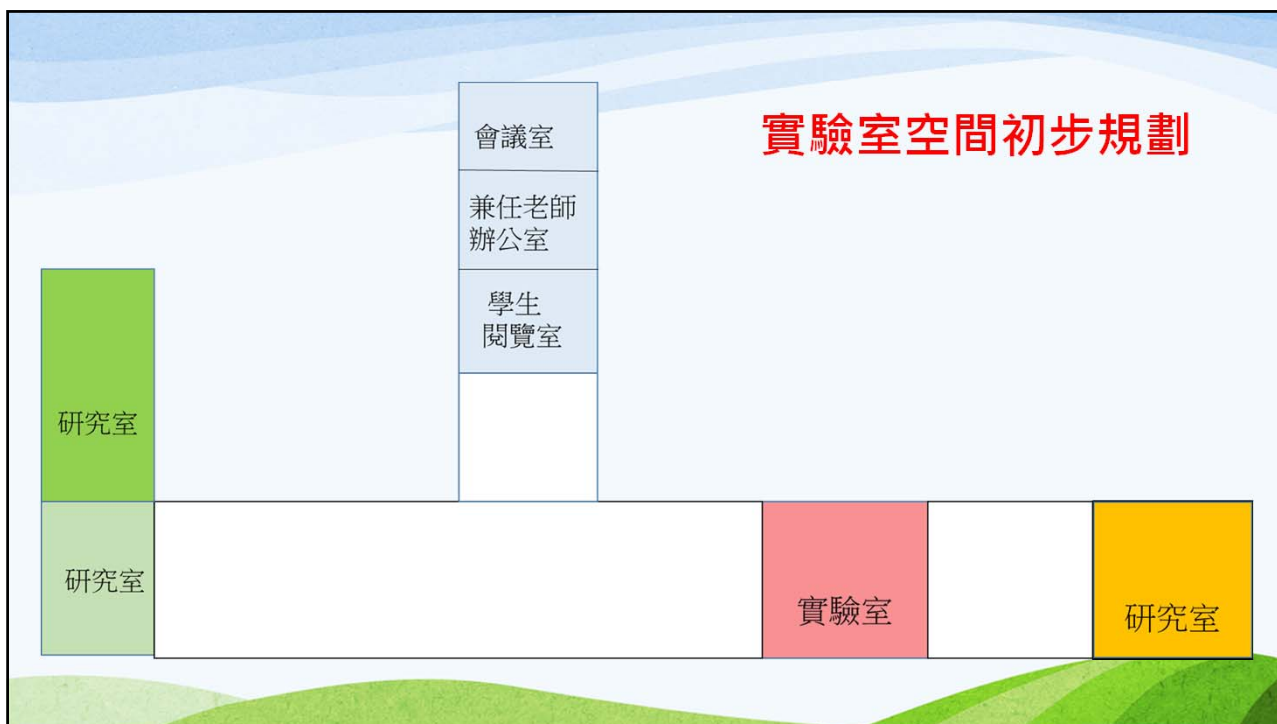 實驗室空間初步規劃
會議室
兼任老師
辦公室
學生
閱覽室
研究室
研究室
實驗室
研究室